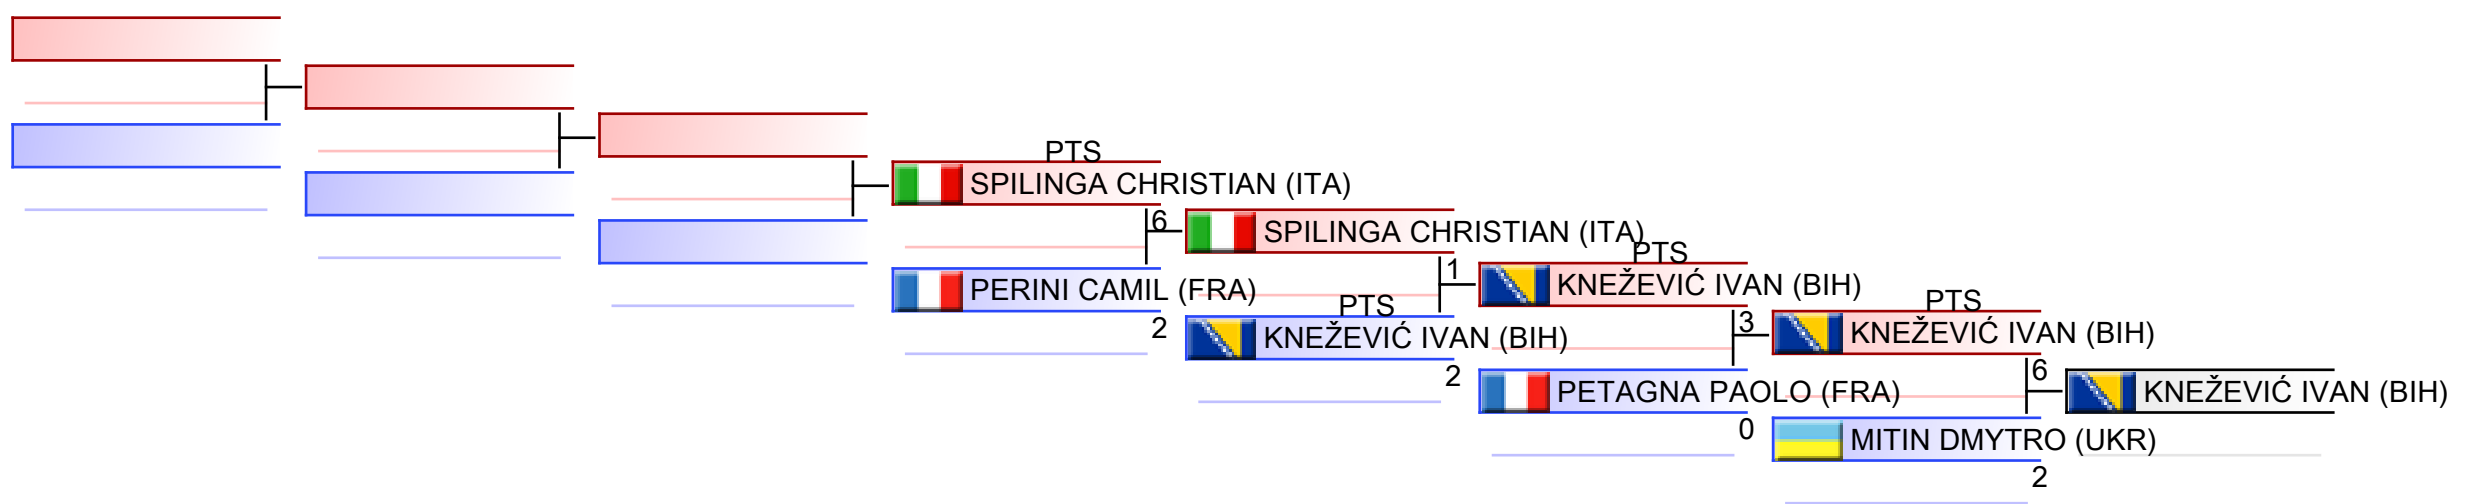 PTS
SPILINGA CHRISTIAN (ITA)
6
PERINI CAMIL (FRA)
2
SPILINGA CHRISTIAN (ITA)
1
PTS
KNEŽEVIĆ IVAN (BIH)
2
PTS
KNEŽEVIĆ IVAN (BIH)
3
PETAGNA PAOLO (FRA)
0
PTS
KNEŽEVIĆ IVAN (BIH)
6
MITIN DMYTRO (UKR)
2
KNEŽEVIĆ IVAN (BIH)